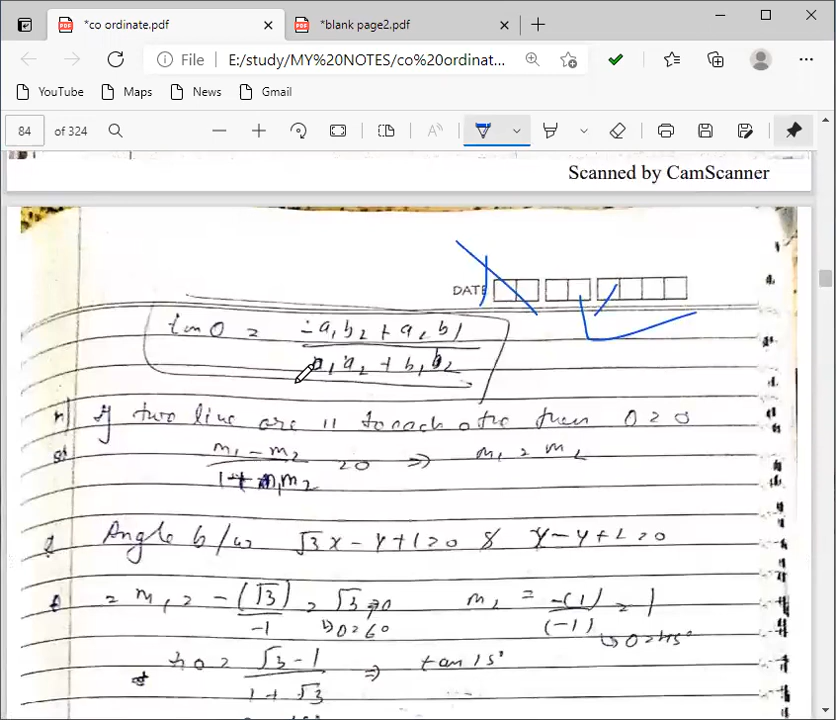 *co ordinate.pdf
*blank page2.pdf
File E:/study/MY%20NOTES/co%20ordinat...
YouTube Maps News Gmail
84 of 324
Scanned by CamScanner
DATE
tan θ = -a₁b₂ + a₂b₁
a₁a₂ + b₁b₂
If two line are || to each other then θ = 0
m₁ - m₂
1 + m₁m₂
= 0 ⇒ m₁ = m₂
Angle b/w √3x - y + 1 = 0 & y - y + 1 = 0
= m₁ = -(√3)/-1 = √3 m₂ = -(1)/(-1) = 1
θ = 60 θ = 45°
tan θ = √3 - 1 ⇒ tan 15°
1 + √3